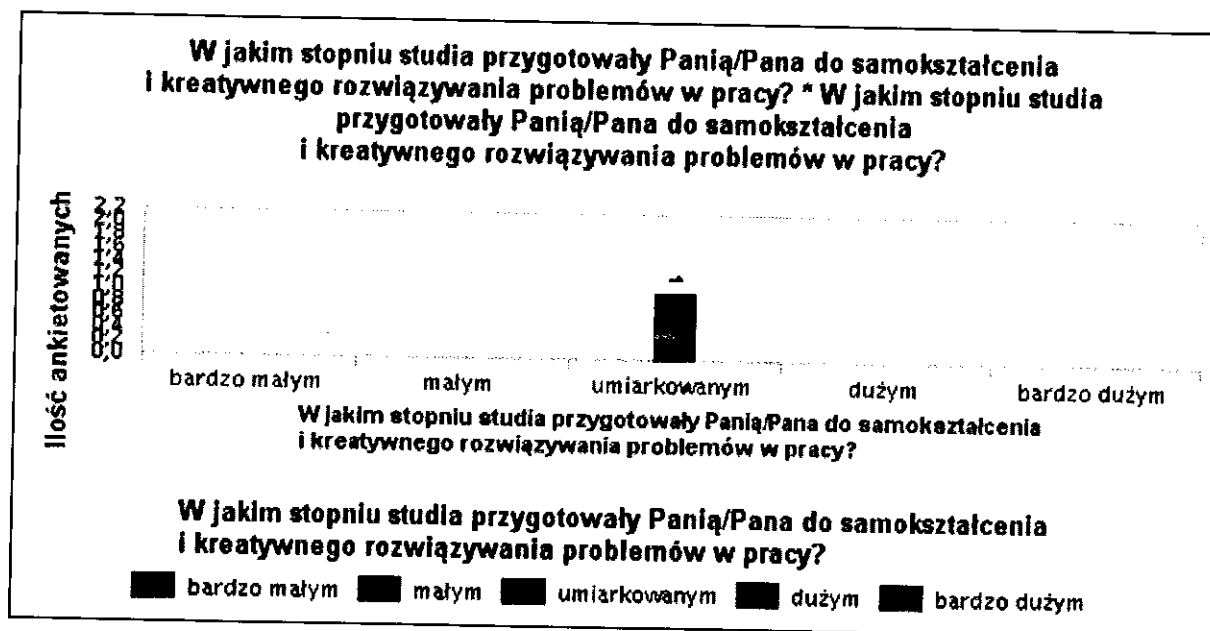 W jakim stopniu studia przygotowały Panią/Pana do samokształcenia
i kreatywnego rozwiązywania problemów w pracy? * W jakim stopniu studia
przygotowały Panią/Pana do samokształcenia
i kreatywnego rozwiązywania problemów w pracy?
Ilość ankietowanych
2,2
2,0
1,8
1,6
1,4
1,2
1,0
0,8
0,6
0,4
0,2
0,0
1
bardzo małym małym umiarkowanym dużym bardzo dużym
W jakim stopniu studia przygotowały Panią/Pana do samokształcenia
i kreatywnego rozwiązywania problemów w pracy?
W jakim stopniu studia przygotowały Panią/Pana do samokształcenia
i kreatywnego rozwiązywania problemów w pracy?
bardzo małym małym umiarkowanym dużym bardzo dużym